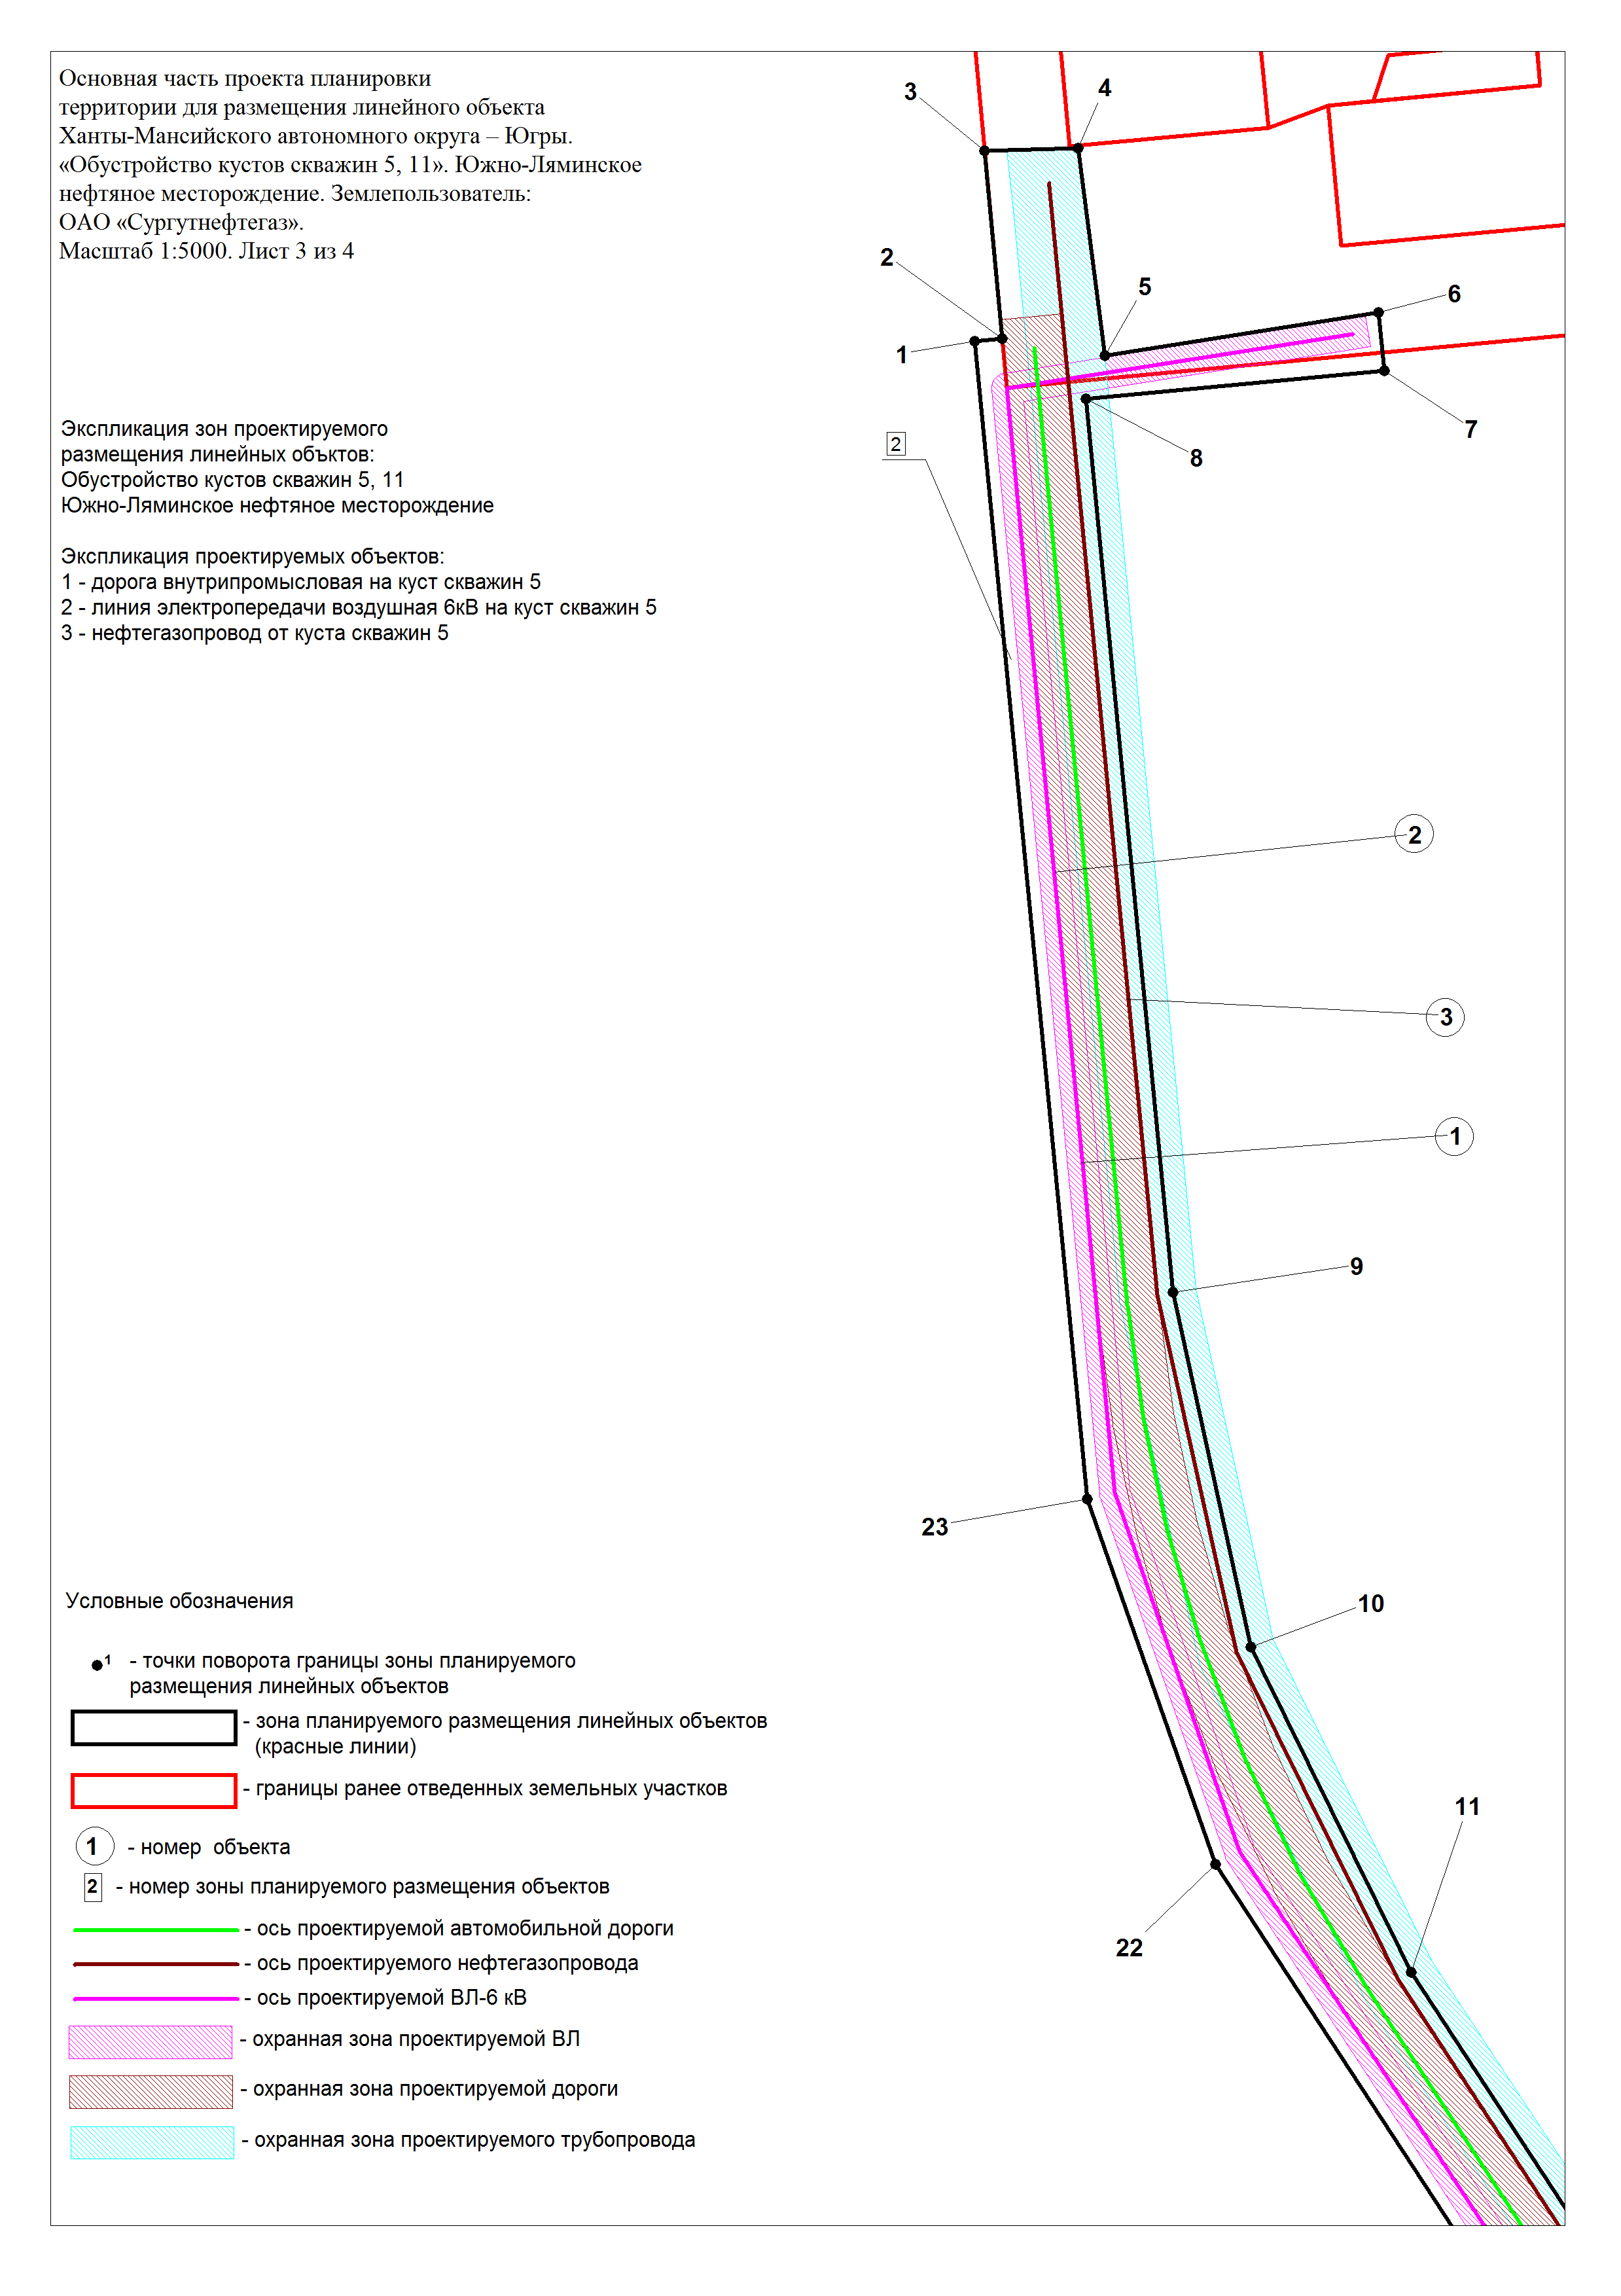 Основная часть проекта планировки
территории для размещения линейного объекта
Ханты-Мансийского автономного округа – Югры.
«Обустройство кустов скважин 5, 11». Южно-Ляминское
нефтяное месторождение. Землепользователь:
ОАО «Сургутнефтегаз».
Масштаб 1:5000. Лист 3 из 4
3
4
2
5
6
1
7
8
2
Экспликация зон проектируемого
размещения линейных объктов:
Обустройство кустов скважин 5, 11
Южно-Ляминское нефтяное месторождение
Экспликация проектируемых объектов:
1 - дорога внутрипромысловая на куст скважин 5
2 - линия электропередачи воздушная 6кВ на куст скважин 5
3 - нефтегазопровод от куста скважин 5
2
3
1
9
23
10
11
22
Условные обозначения
1 - точки поворота границы зоны планируемого
размещения линейных объектов
- зона планируемого размещения линейных объектов
(красные линии)
- границы ранее отведенных земельных участков
1 - номер объекта
2 - номер зоны планируемого размещения объектов
- ось проектируемой автомобильной дороги
- ось проектируемого нефтегазопровода
- ось проектируемой ВЛ-6 кВ
- охранная зона проектируемой ВЛ
- охранная зона проектируемой дороги
- охранная зона проектируемого трубопровода